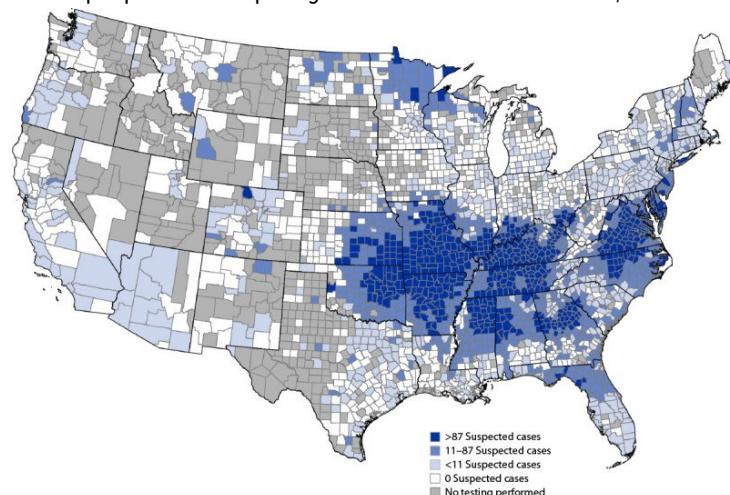 >87 Suspected cases
11–87 Suspected cases
<11 Suspected cases
0 Suspected cases
No testing performed